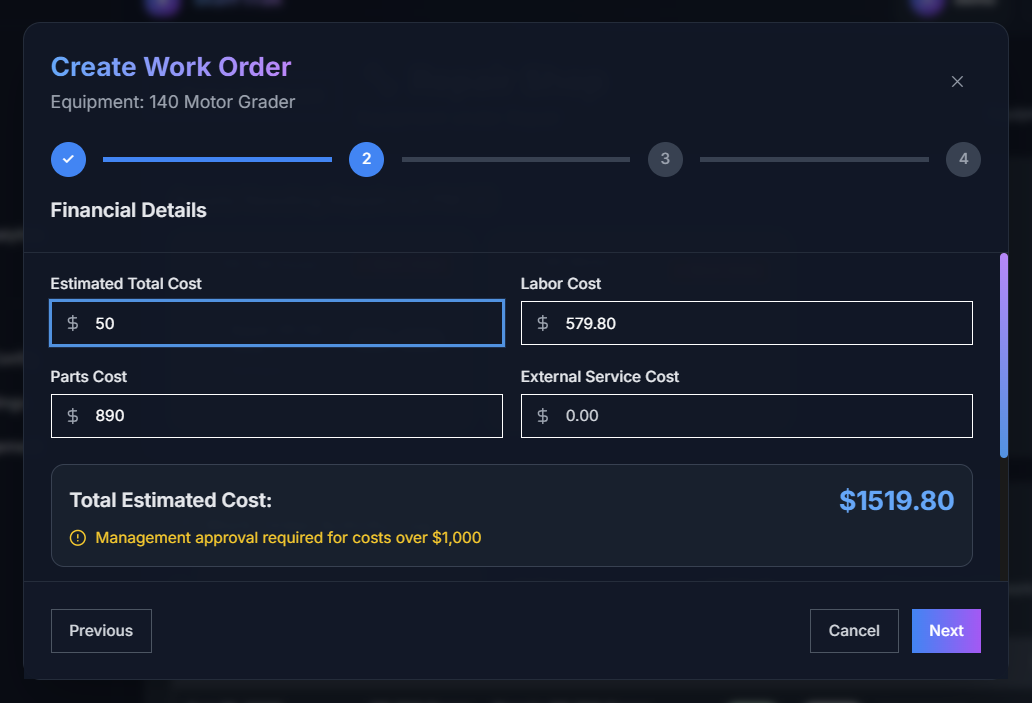 Create Work Order
Equipment: 140 Motor Grader
2
3
4
Financial Details
Estimated Total Cost
$ 50
Labor Cost
$ 579.80
Parts Cost
$ 890
External Service Cost
$ 0.00
Total Estimated Cost:
$1519.80
Management approval required for costs over $1,000
Previous
Cancel
Next